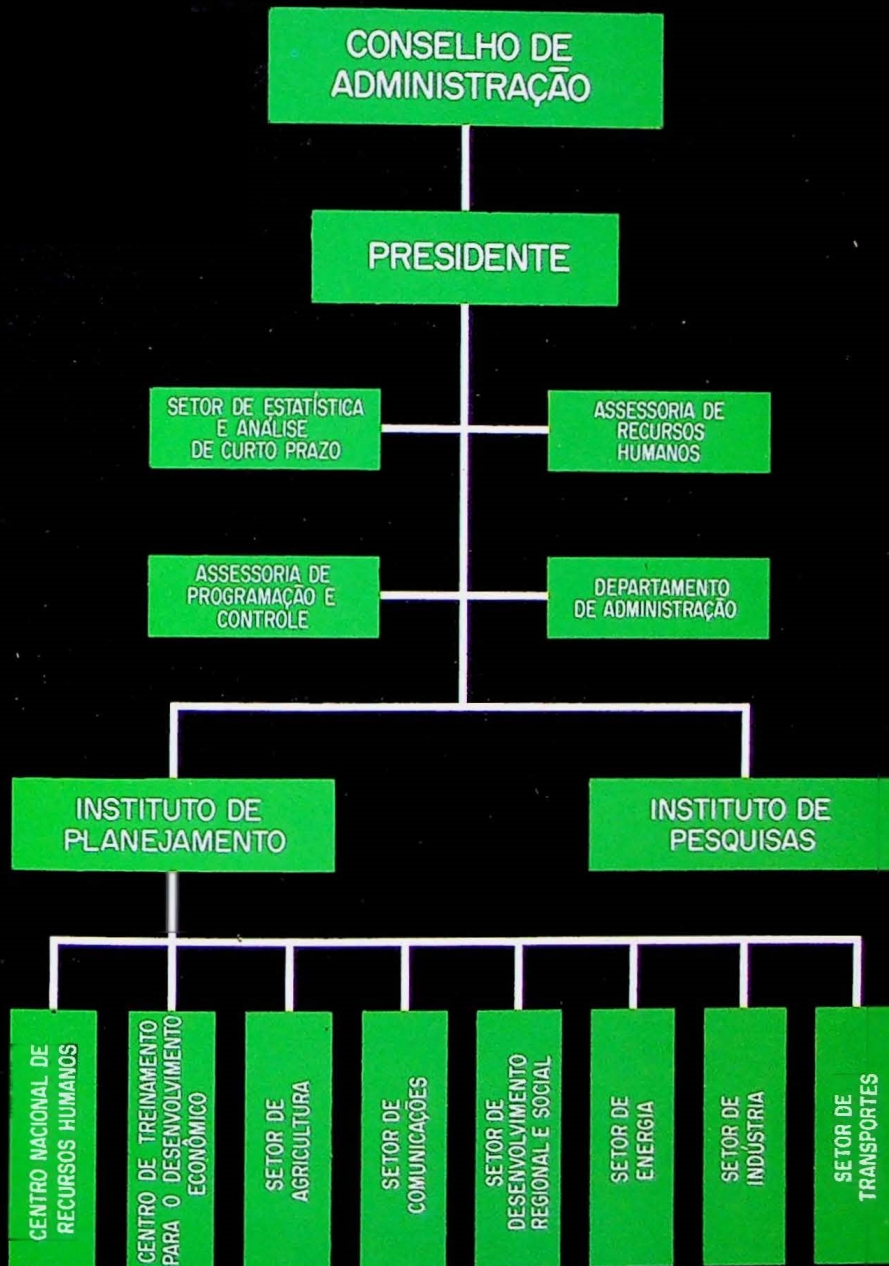 CONSELHO DE
ADMINISTRAÇÃO
PRESIDENTE
SETOR DE ESTATÍSTICA
E ANÁLISE
DE CURTO PRAZO
ASSESSORIA DE
RECURSOS
HUMANOS
ASSESSORIA DE
PROGRAMAÇÃO E
CONTROLE
DEPARTAMENTO
DE ADMINISTRAÇÃO
INSTITUTO DE
PLANEJAMENTO
INSTITUTO DE
PESQUISAS
CENTRO NACIONAL DE
RECURSOS HUMANOS
CENTRO DE TREINAMENTO
PARA O DESENVOLVIMENTO
ECONÔMICO
SETOR DE
AGRICULTURA
SETOR DE
COMUNICAÇÕES
SETOR DE
DESENVOLVIMENTO
REGIONAL E SOCIAL
SETOR DE
ENERGIA
SETOR DE
INDÚSTRIA
SETOR DE
TRANSPORTES